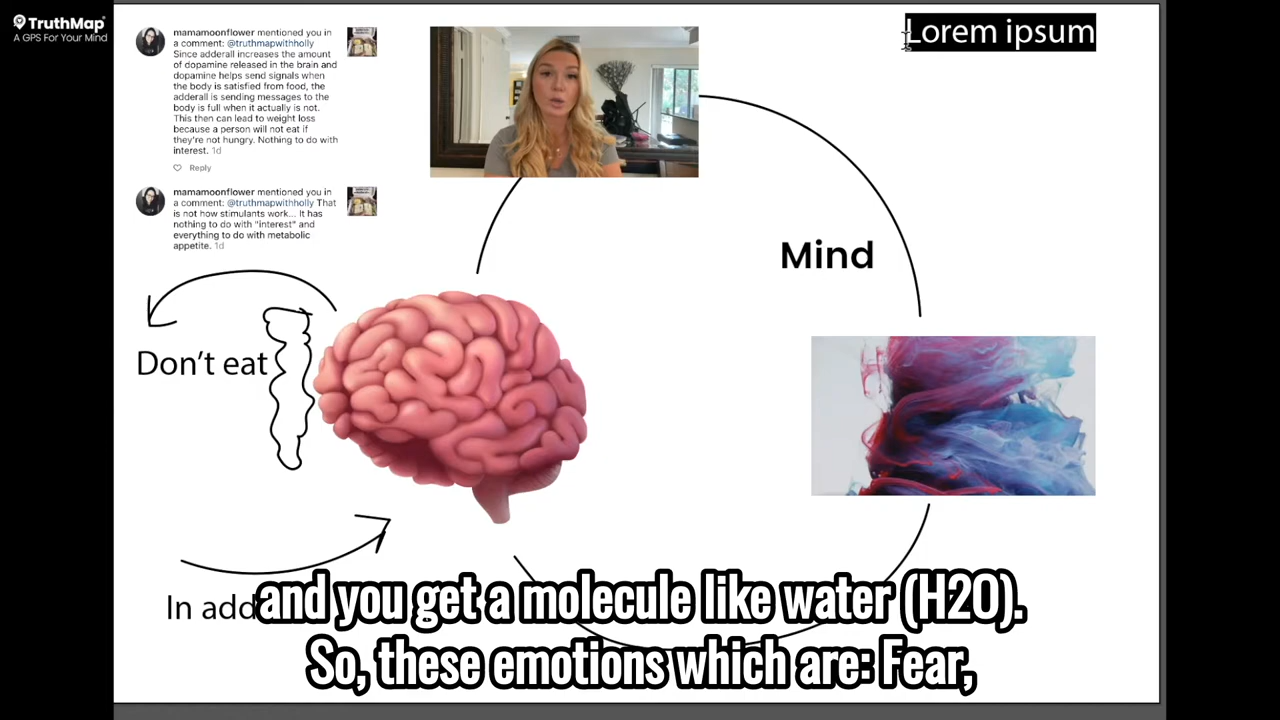 TruthMap®
A GPS For Your Mind
mamamoonflower mentioned you in
a comment: @truthmapwithholly
Since adderall increases the amount
of dopamine released in the brain and
dopamine helps send signals when
the body is satisfied from food, the
adderall is sending messages to the
body is full when it actually is not.
This then can lead to weight loss
because a person will not eat if
they're not hungry. Nothing to do with
interest. 1d
Reply
mamamoonflower mentioned you in
a comment: @truthmapwithholly That
is not how stimulants work... It has
nothing to do with "interest" and
everything to do with metabolic
appetite. 1d
Lorem ipsum
Mind
Don't eat
In add
and you get a molecule like water (H2O).
So, these emotions which are: Fear,